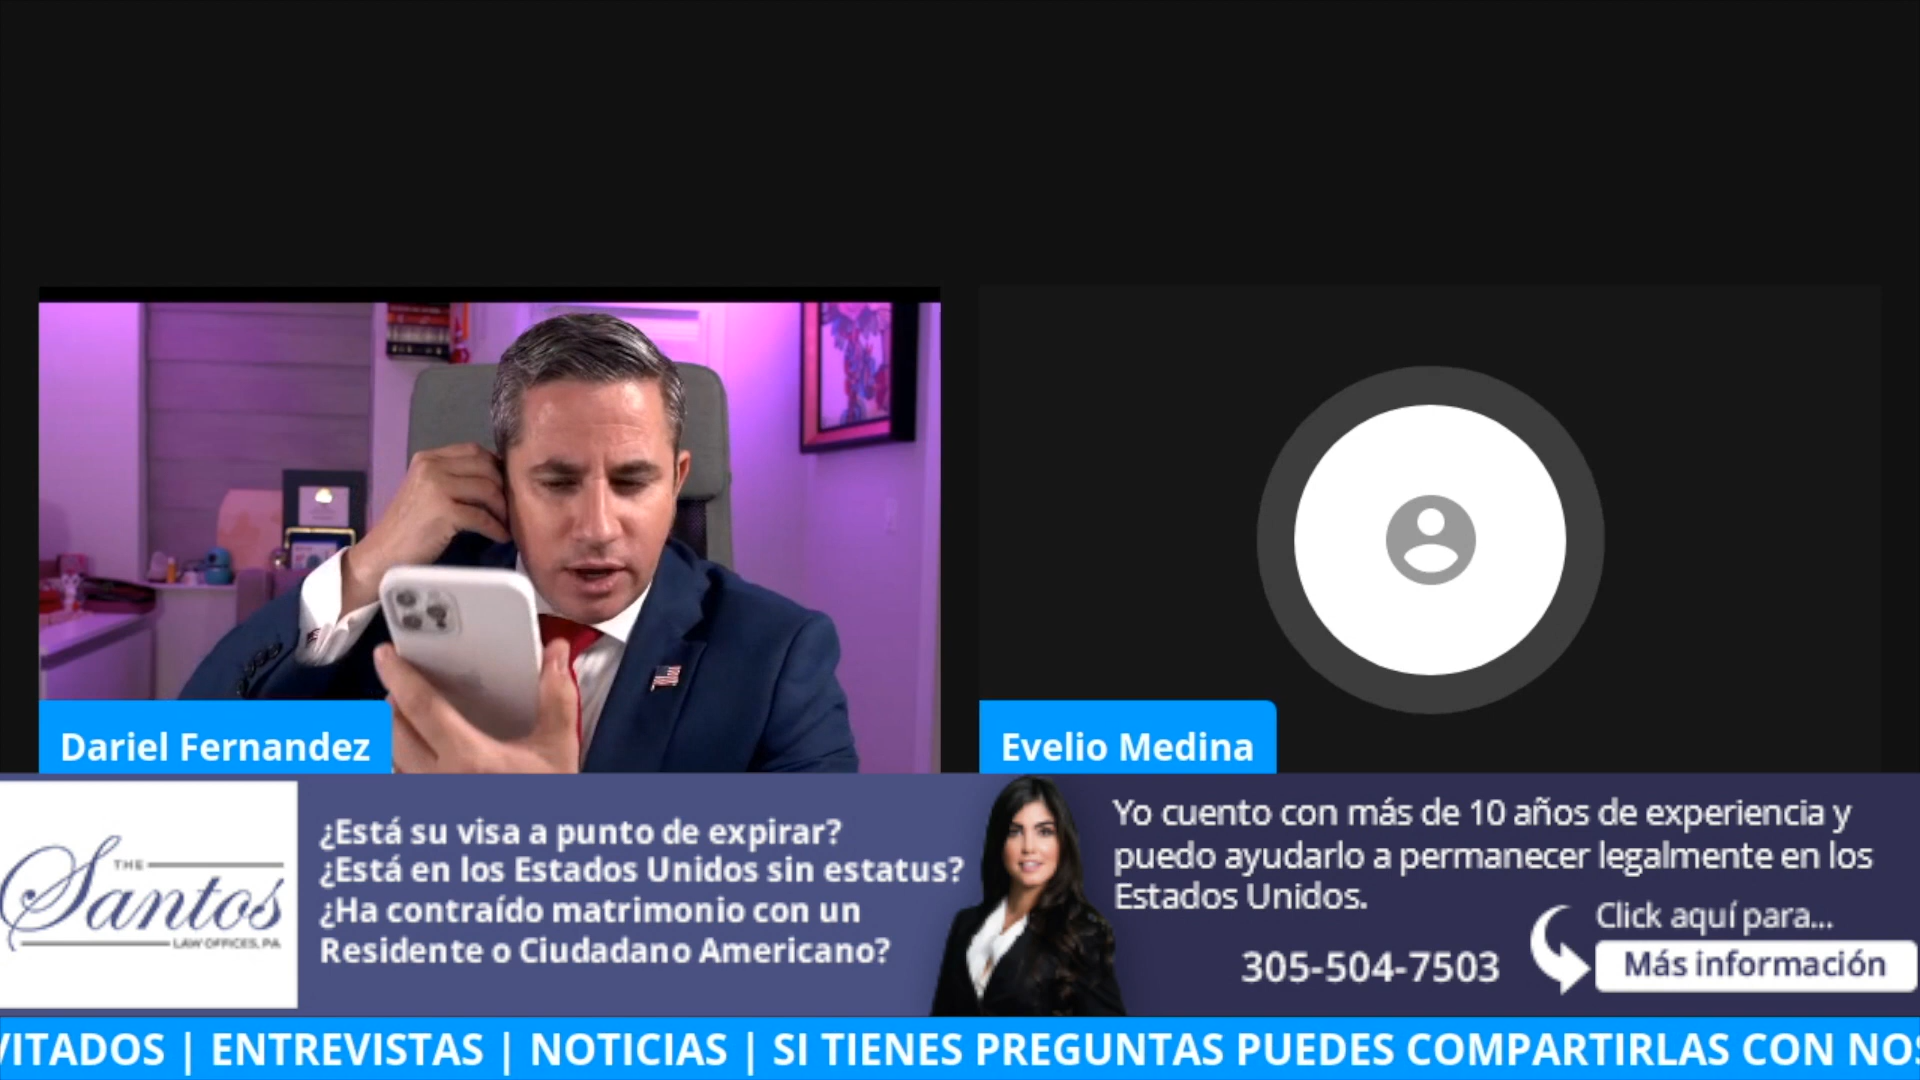 Dariel Fernandez
Evelio Medina
THE
Santos
LAW OFFICES, PA
¿Está su visa a punto de expirar?
¿Está en los Estados Unidos sin estatus?
¿Ha contraído matrimonio con un
Residente o Ciudadano Americano?
Yo cuento con más de 10 años de experiencia y
puedo ayudarlo a permanecer legalmente en los
Estados Unidos.
305-504-7503
Click aquí para...
Más información
VITADOS | ENTREVISTAS | NOTICIAS | SI TIENES PREGUNTAS PUEDES COMPARTIRLAS CON NOS